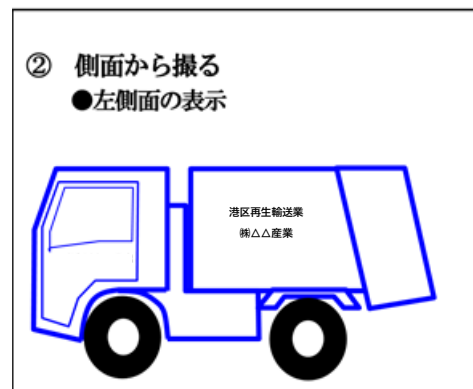 ② 側面から撮る
●左側面の表示
港区再生輸送業
㈱△△産業